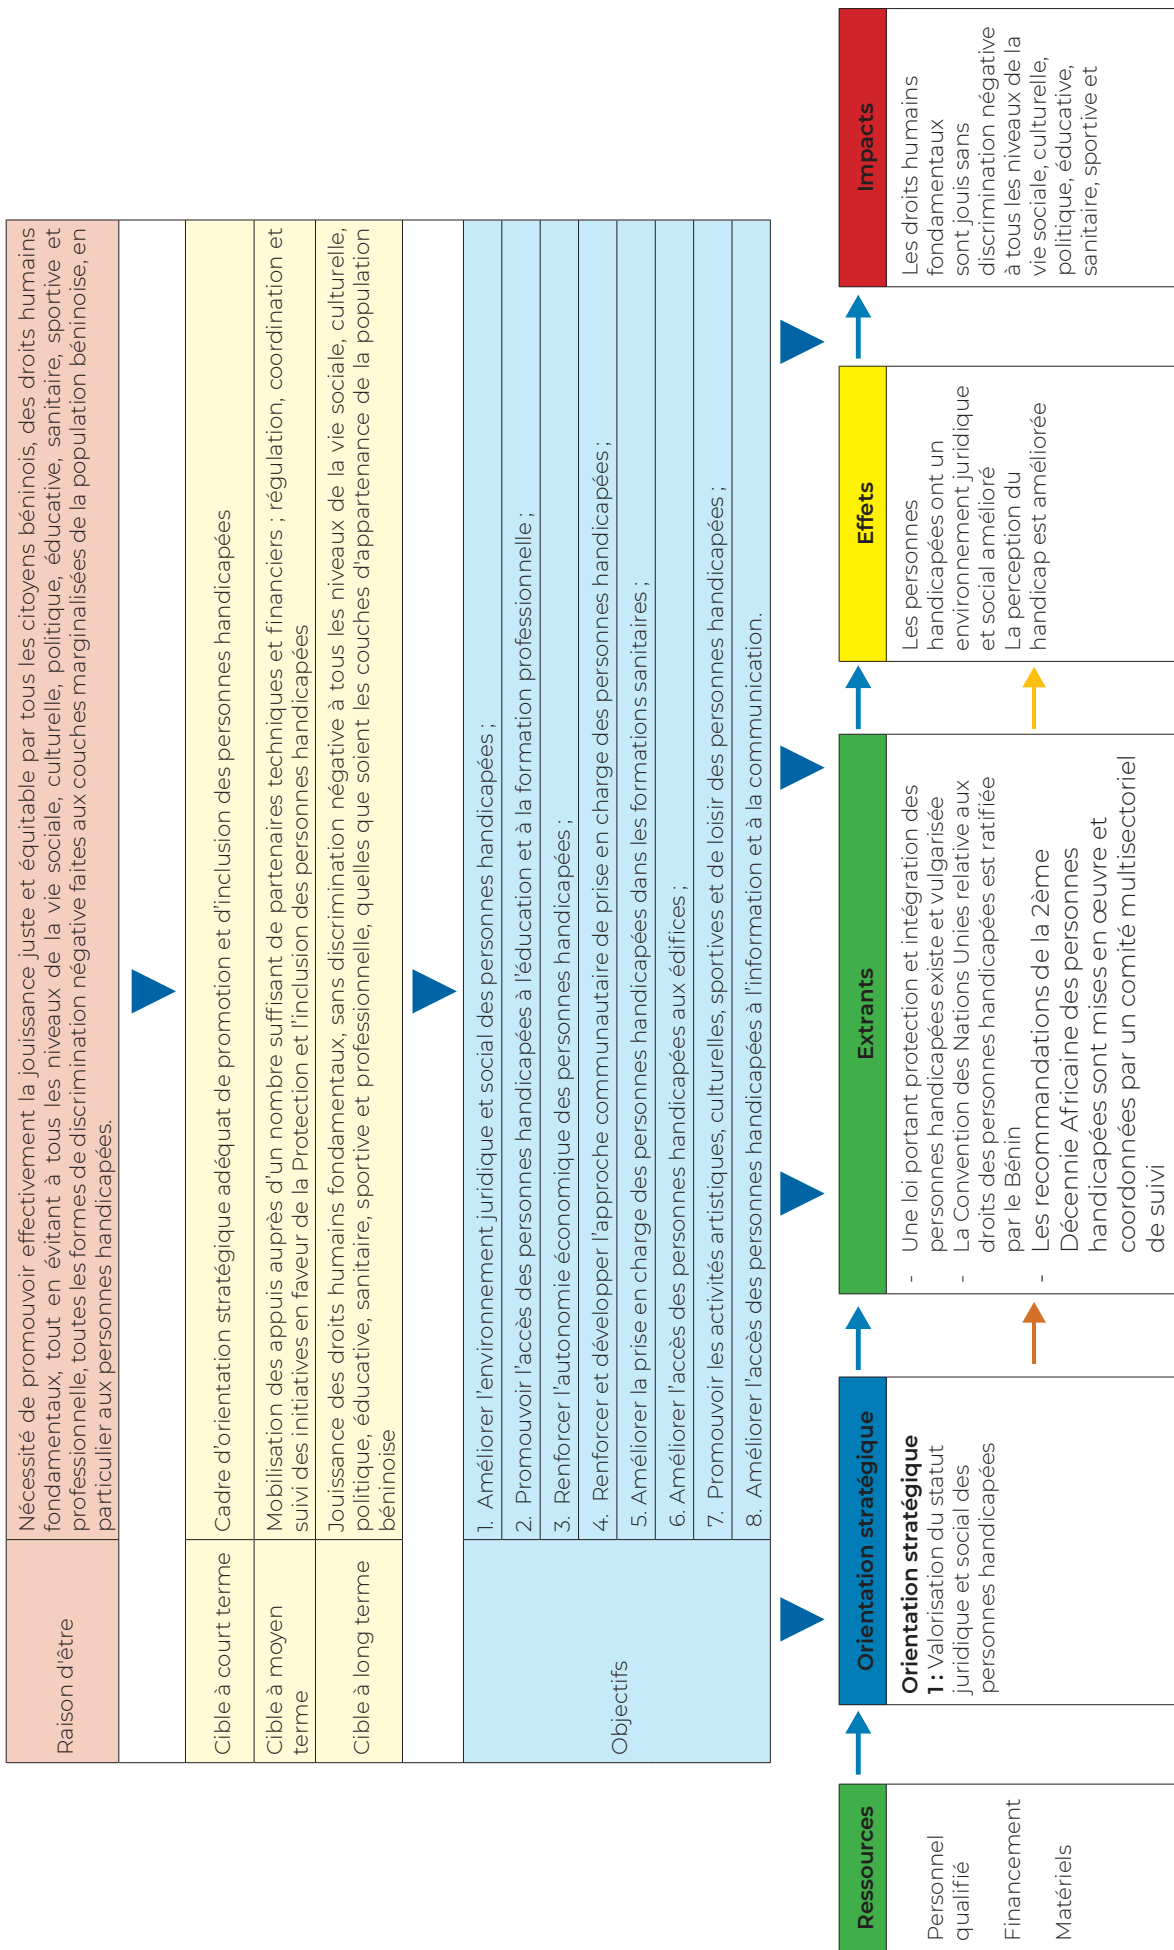 Raison d'être
Nécessité de promouvoir effectivement la jouissance juste et équitable par tous les citoyens béninois, des droits humains
fondamentaux, tout en évitant à tous les niveaux de la vie sociale, culturelle, politique, éducative, sanitaire, sportive et
professionnelle, toutes les formes de discrimination négative faites aux couches marginalisées de la population béninoise, en
particulier aux personnes handicapées.
Cible à court terme
Cadre d'orientation stratégique adéquat de promotion et d'inclusion des personnes handicapées
Cible à moyen
terme
Mobilisation des appuis auprès d'un nombre suffisant de partenaires techniques et financiers ; régulation, coordination et
suivi des initiatives en faveur de la Protection et l'inclusion des personnes handicapées
Cible à long terme
Jouissance des droits humains fondamentaux, sans discrimination négative à tous les niveaux de la vie sociale, culturelle,
politique, éducative, sanitaire, sportive et professionnelle, quelles que soient les couches d'appartenance de la population
béninoise
Objectifs
1. Améliorer l'environnement juridique et social des personnes handicapées ;
2. Promouvoir l'accès des personnes handicapées à l'éducation et à la formation professionnelle ;
3. Renforcer l'autonomie économique des personnes handicapées ;
4. Renforcer et développer l'approche communautaire de prise en charge des personnes handicapées ;
5. Améliorer la prise en charge des personnes handicapées dans les formations sanitaires ;
6. Améliorer l'accès des personnes handicapées aux édifices ;
7. Promouvoir les activités artistiques, culturelles, sportives et de loisir des personnes handicapées ;
8. Améliorer l'accès des personnes handicapées à l'information et à la communication.
Ressources
Personnel
qualifié
Financement
Matériels
Orientation stratégique
Orientation stratégique
1 : Valorisation du statut
juridique et social des
personnes handicapées
Extrants
- Une loi portant protection et intégration des
personnes handicapées existe et vulgarisée
- La Convention des Nations Unies relative aux
droits des personnes handicapées est ratifiée
par le Bénin
- Les recommandations de la 2ème
Décennie Africaine des personnes
handicapées sont mises en œuvre et
coordonnées par un comité multisectoriel
de suivi
Effets
Les personnes
handicapées ont un
environnement juridique
et social amélioré
La perception du
handicap est améliorée
Impacts
Les droits humains
fondamentaux
sont jouis sans
discrimination négative
à tous les niveaux de la
vie sociale, culturelle,
politique, éducative,
sanitaire, sportive et